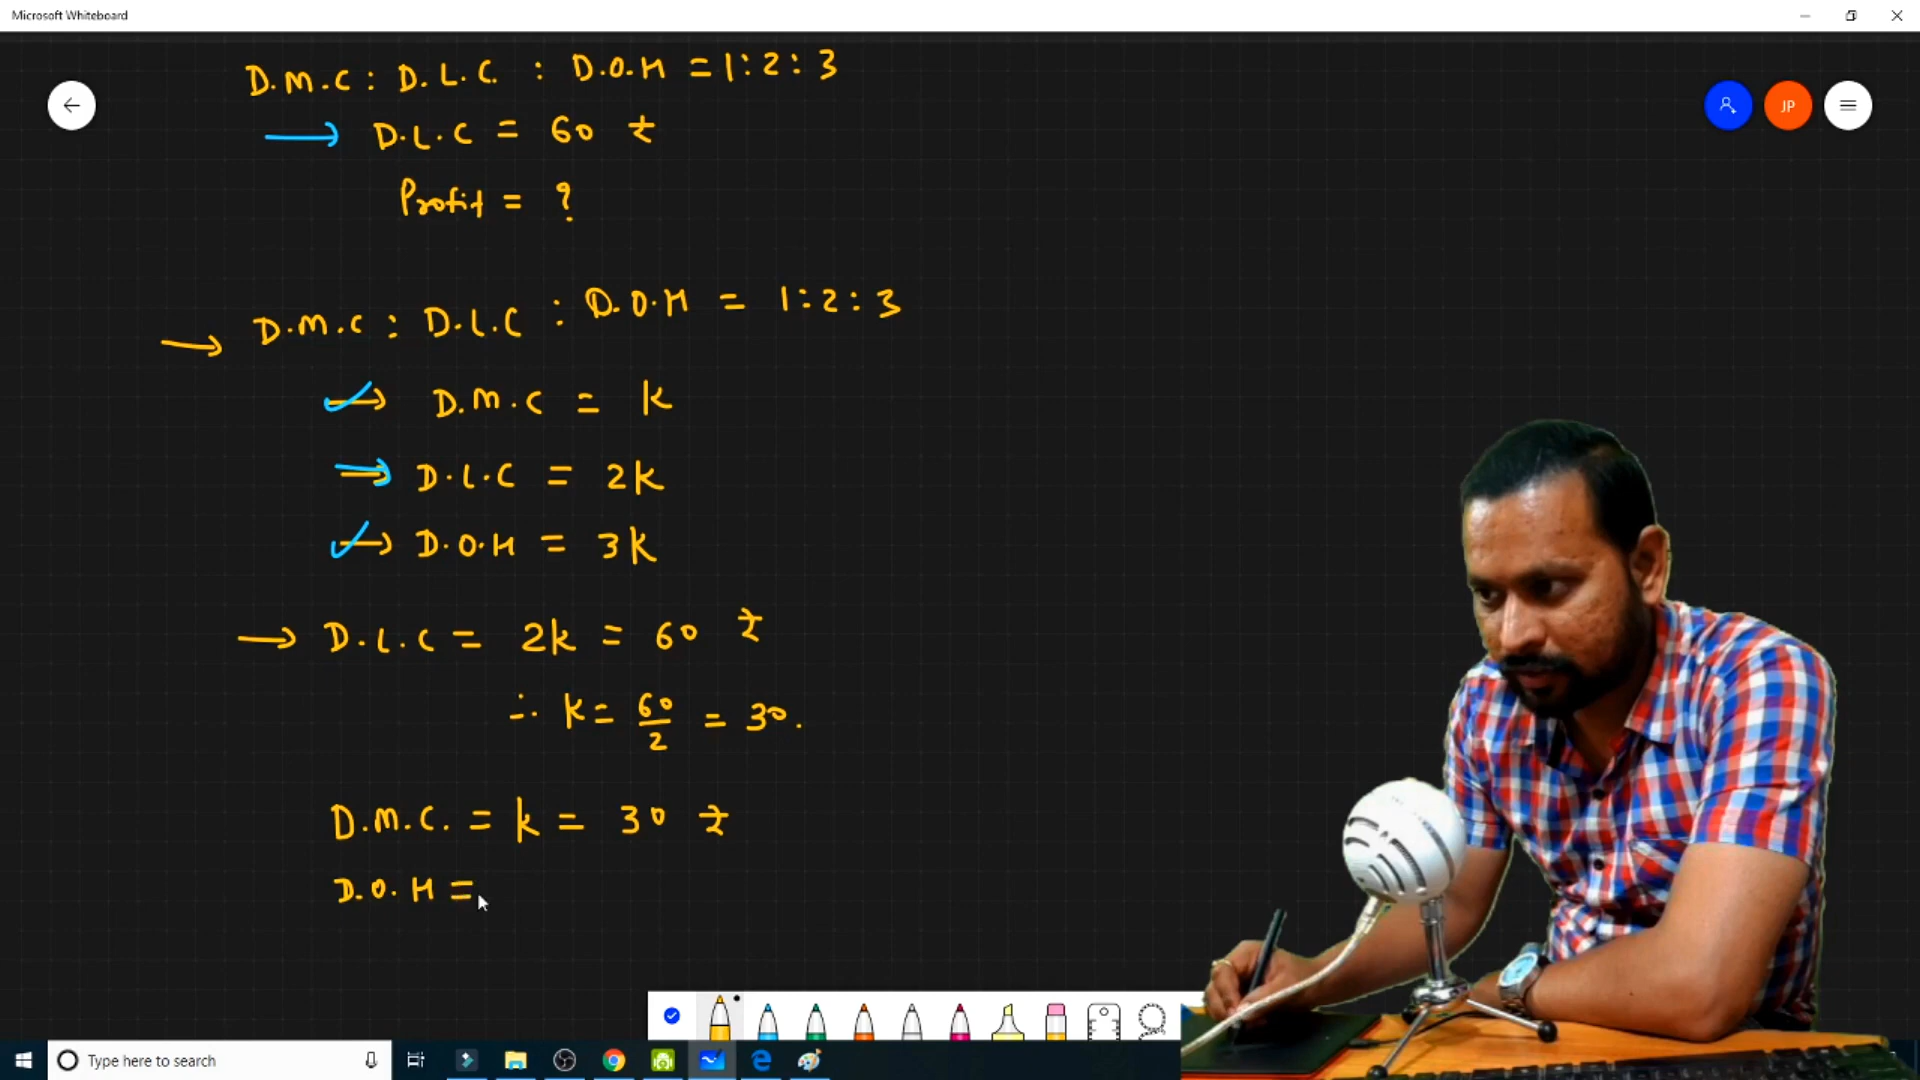 Microsoft Whiteboard
D.M.C : D.L.C. : D.O.H = 1:2:3
JP
→ D.L.C = 60 ₹
Profit = ?
→ D.M.C : D.L.C : D.O.H = 1:2:3
→ D.M.C = k
→ D.L.C = 2k
→ D.O.H = 3k
→ D.L.C = 2k = 60 ₹
∴ k = 60/2 = 30.
D.M.C. = k = 30 ₹
D.O.H =
Type here to search